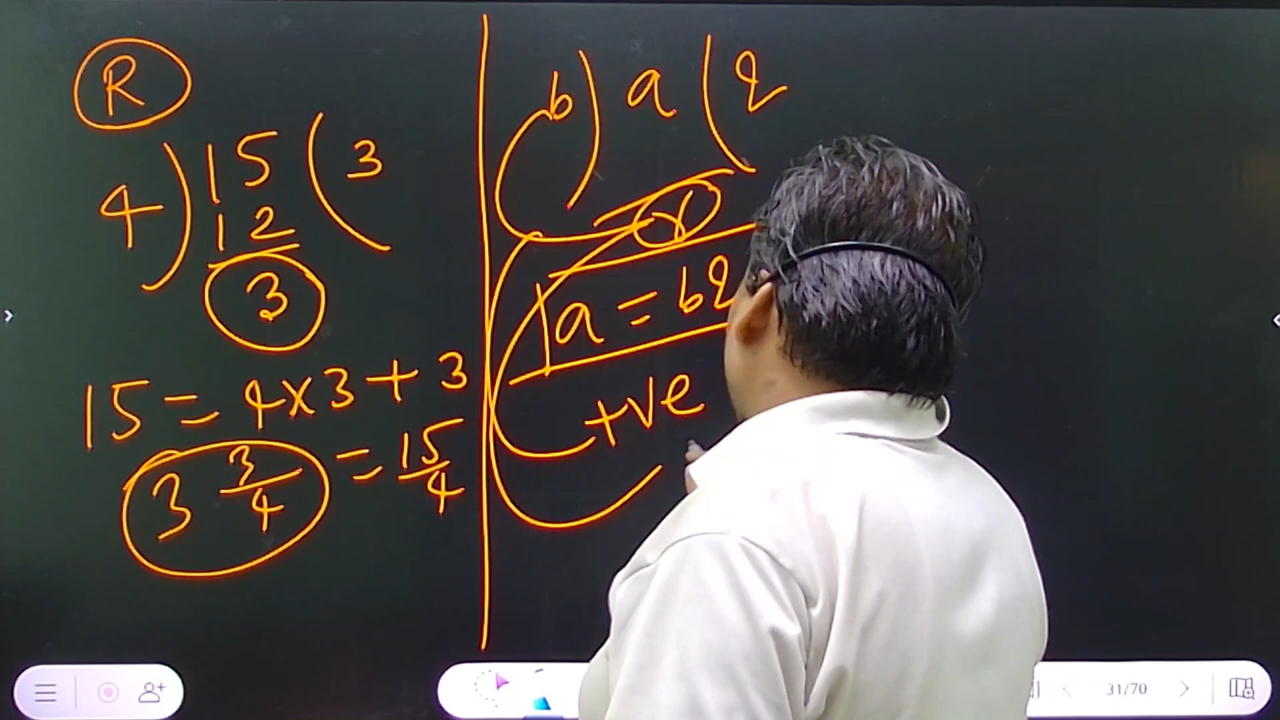 R
4) 15 ( 3
12
3
15 = 4 x 3 + 3
3 3/4 = 15/4
b) a ( q
r
a = bq
+ve
31/70